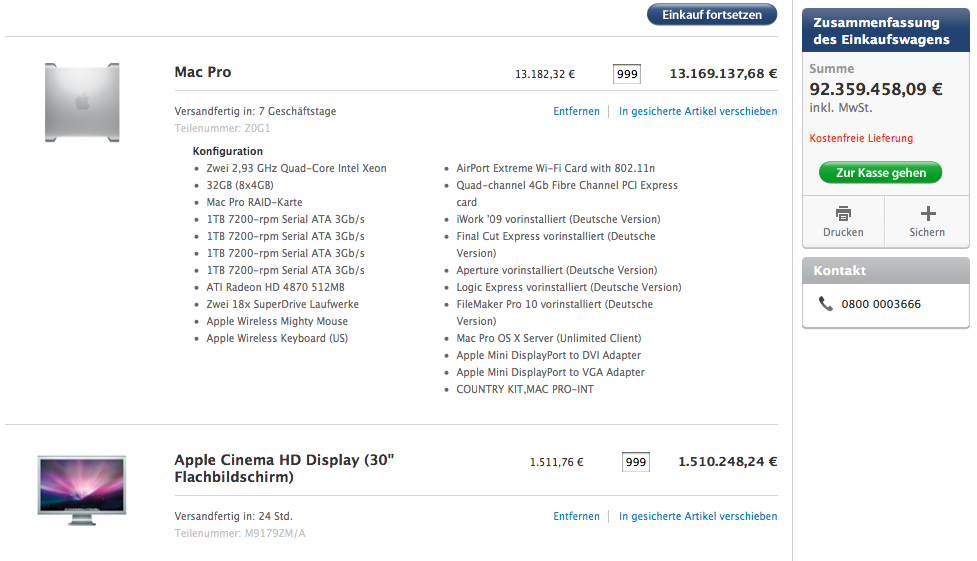 Einkauf fortsetzen
Mac Pro
13.182,32 €
999
13.169.137,68 €
Versandfertig in: 7 Geschäftstage
Entfernen
In gesicherte Artikel verschieben
Teilenummer: Z0G1
Konfiguration
Zwei 2,93 GHz Quad-Core Intel Xeon
32GB (8x4GB)
Mac Pro RAID-Karte
1TB 7200-rpm Serial ATA 3Gb/s
1TB 7200-rpm Serial ATA 3Gb/s
1TB 7200-rpm Serial ATA 3Gb/s
1TB 7200-rpm Serial ATA 3Gb/s
ATI Radeon HD 4870 512MB
Zwei 18x SuperDrive Laufwerke
Apple Wireless Mighty Mouse
Apple Wireless Keyboard (US)
AirPort Extreme Wi-Fi Card with 802.11n
Quad-channel 4Gb Fibre Channel PCI Express
card
iWork '09 vorinstalliert (Deutsche Version)
Final Cut Express vorinstalliert (Deutsche
Version)
Aperture vorinstalliert (Deutsche Version)
Logic Express vorinstalliert (Deutsche Version)
FileMaker Pro 10 vorinstalliert (Deutsche
Version)
Mac Pro OS X Server (Unlimited Client)
Apple Mini DisplayPort to DVI Adapter
Apple Mini DisplayPort to VGA Adapter
COUNTRY KIT,MAC PRO-INT
Apple Cinema HD Display (30"
Flachbildschirm)
1.511,76 €
999
1.510.248,24 €
Versandfertig in: 24 Std.
Entfernen
In gesicherte Artikel verschieben
Teilenummer: M9179ZM/A
Zusammenfassung
des Einkaufswagens
Summe
92.359.458,09 €
inkl. MwSt.
Kostenfreie Lieferung
Zur Kasse gehen
Drucken
Sichern
Kontakt
0800 0003666